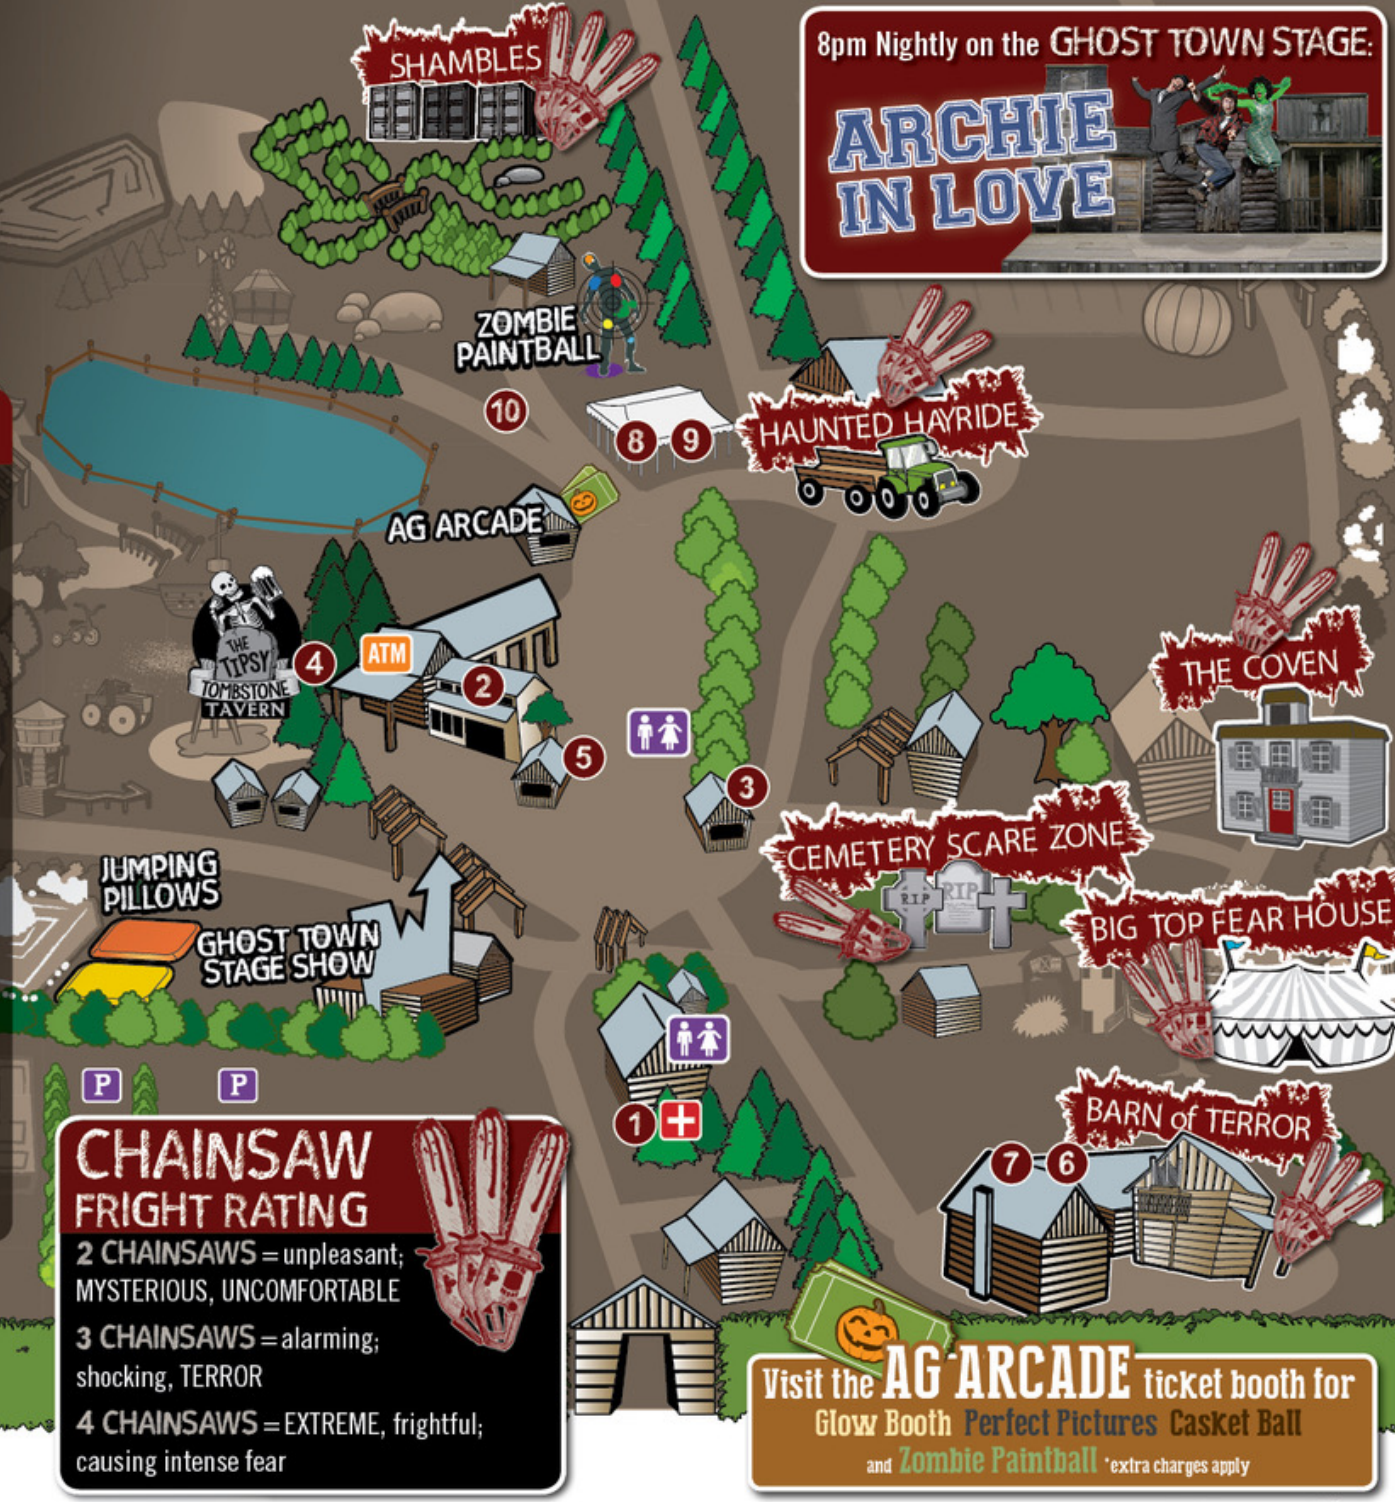 SHAMBLES
8pm Nightly on the GHOST TOWN STAGE:
ARCHIE
IN LOVE
ZOMBIE
PAINTBALL
10
8
9
HAUNTED HAYRIDE
AG ARCADE
THE
TIPSY
TOMBSTONE
TAVERN
4
ATM
2
5
3
THE COVEN
CEMETERY SCARE ZONE
R.I.P
RIP
JUMPING
PILLOWS
GHOST TOWN
STAGE SHOW
BIG TOP FEAR HOUSE
P
P
1
BARN of TERROR
7
6
CHAINSAW
FRIGHT RATING
2 CHAINSAWS = unpleasant;
MYSTERIOUS, UNCOMFORTABLE
3 CHAINSAWS = alarming;
shocking, TERROR
4 CHAINSAWS = EXTREME, frightful;
causing intense fear
Visit the AG ARCADE ticket booth for
Glow Booth Perfect Pictures Casket Ball
and Zombie Paintball *extra charges apply